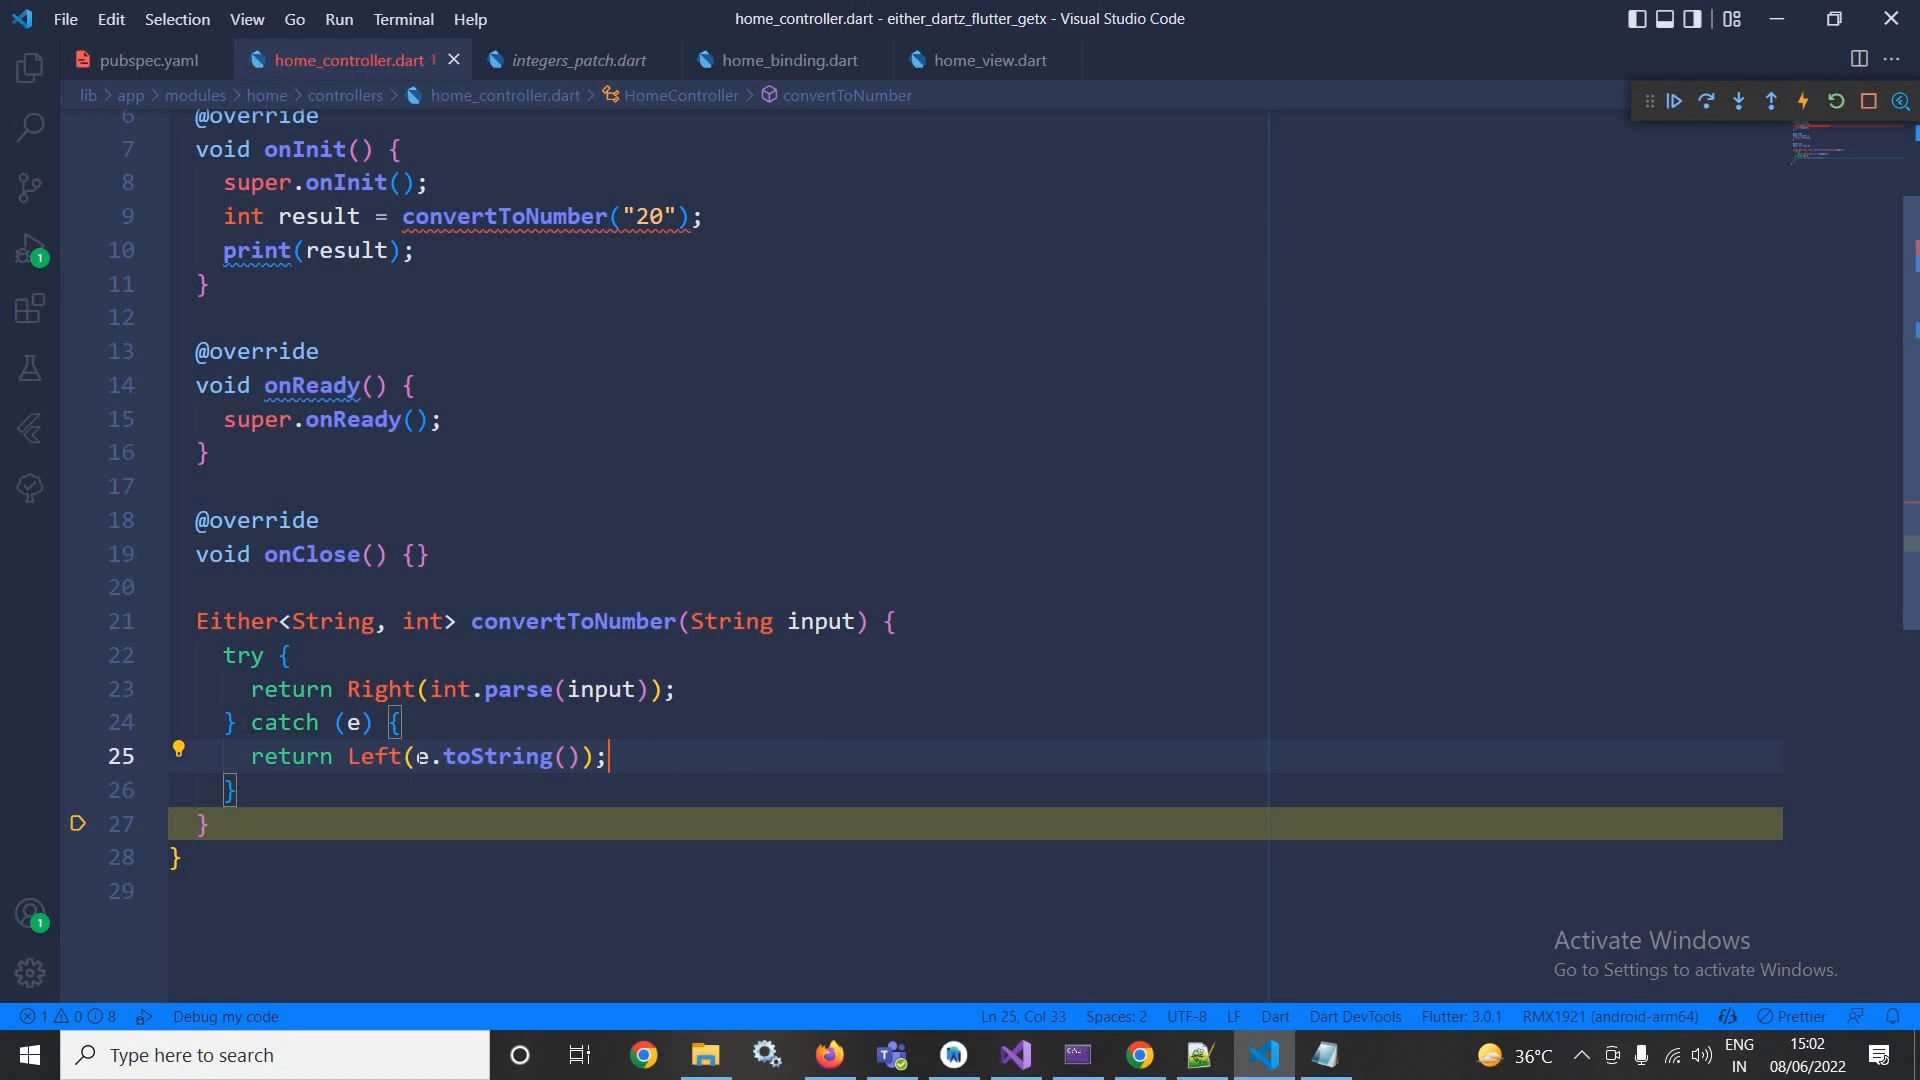 File Edit Selection View Go Run Terminal Help
home_controller.dart - either_dartz_flutter_getx - Visual Studio Code
pubspec.yaml
home_controller.dart 1
integers_patch.dart
home_binding.dart
home_view.dart
lib > app > modules > home > controllers > home_controller.dart > HomeController > convertToNumber
6 @override
7 void onInit() {
8 super.onInit();
9 int result = convertToNumber("20");
10 print(result);
11 }
12
13 @override
14 void onReady() {
15 super.onReady();
16 }
17
18 @override
19 void onClose() {}
20
21 Either<String, int> convertToNumber(String input) {
22 try {
23 return Right(int.parse(input));
24 } catch (e) {
25 return Left(e.toString());
26 }
27 }
28 }
29
1
1
Activate Windows
Go to Settings to activate Windows.
1 0 8 Debug my code
Ln 25, Col 33 Spaces: 2 UTF-8 LF Dart Dart DevTools Flutter: 3.0.1 RMX1921 (android-arm64) Prettier
Type here to search
36°C
ENG
IN
15:02
08/06/2022